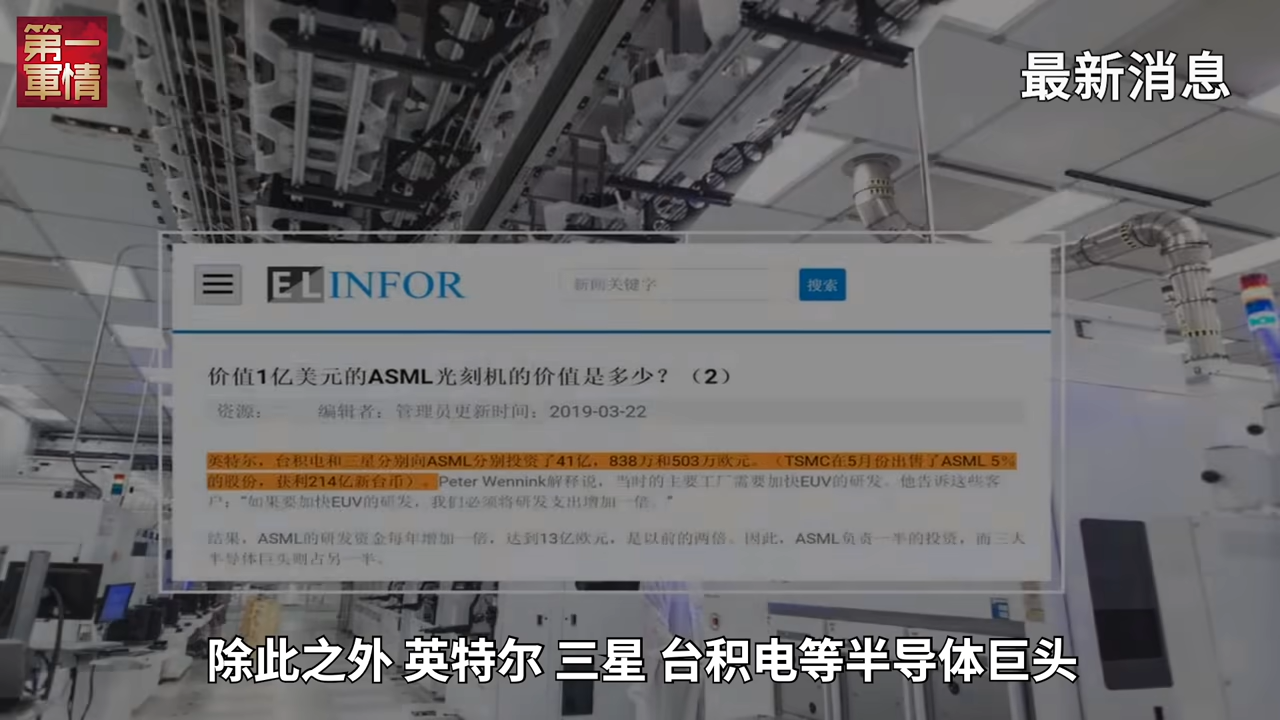 第一
軍情
最新消息
EL INFOR
新闻关键字
搜索
价值1亿美元的ASML光刻机的价值是多少？（2）
资源： 编辑者：管理员更新时间：2019-03-22
英特尔，台积电和三星分别向ASML分别投资了41亿，838万和503万欧元。（TSMC在5月份出售了ASML 5%
的股份，获利214亿新台币）。Peter Wennink解释说，当时的主要工厂需要加快EUV的研发。他告诉这些客
户：“如果要加快EUV的研发，我们必须将研发支出增加一倍。”
结果，ASML的研发资金每年增加一倍，达到13亿欧元，是以前的两倍。因此，ASML负责一半的投资，而三大
半导体巨头则占另一半。
除此之外 英特尔 三星 台积电等半导体巨头